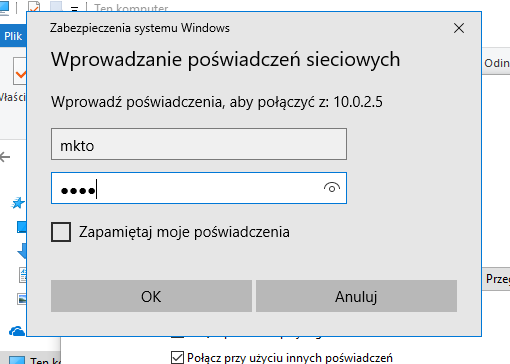 Ten komputer
Zabezpieczenia systemu Windows
Plik
Wprowadzanie poświadczeń sieciowych
Odin
Wprowadź poświadczenia, aby połączyć z: 10.0.2.5
mkto
••••
Zapamiętaj moje poświadczenia
Przeg
OK
Anuluj
Ten kom
Połącz przy użyciu innych poświadczeń